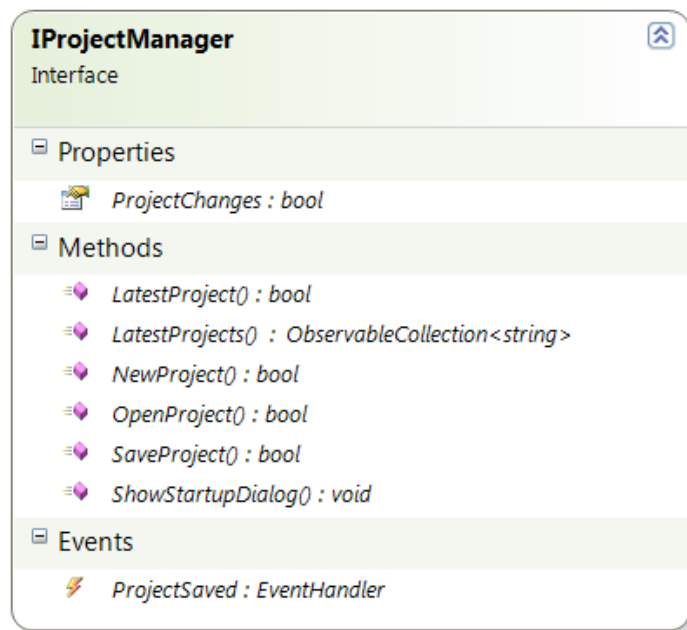 IProjectManager
Interface
Properties
ProjectChanges : bool
Methods
LatestProject() : bool
LatestProjects() : ObservableCollection<string>
NewProject() : bool
OpenProject() : bool
SaveProject() : bool
ShowStartupDialog() : void
Events
ProjectSaved : EventHandler